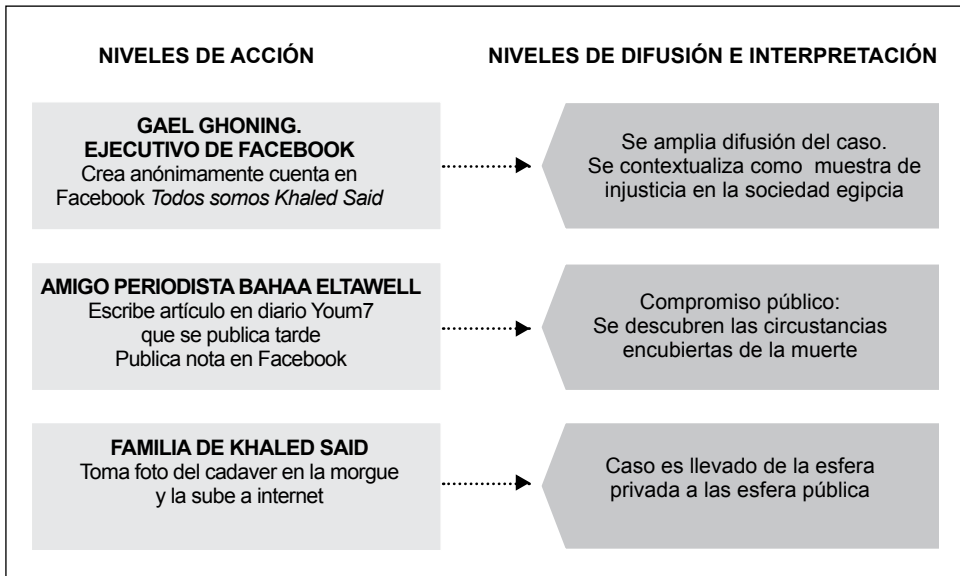 NIVELES DE ACCIÓN
NIVELES DE DIFUSIÓN E INTERPRETACIÓN
GAEL GHONING.
EJECUTIVO DE FACEBOOK
Crea anónimamente cuenta en
Facebook Todos somos Khaled Said
Se amplia difusión del caso.
Se contextualiza como muestra de
injusticia en la sociedad egipcia
AMIGO PERIODISTA BAHAA ELTAWELL
Escribe artículo en diario Youm7
que se publica tarde
Publica nota en Facebook
Compromiso público:
Se descubren las circustancias
encubiertas de la muerte
FAMILIA DE KHALED SAID
Toma foto del cadaver en la morgue
y la sube a internet
Caso es llevado de la esfera
privada a las esfera pública